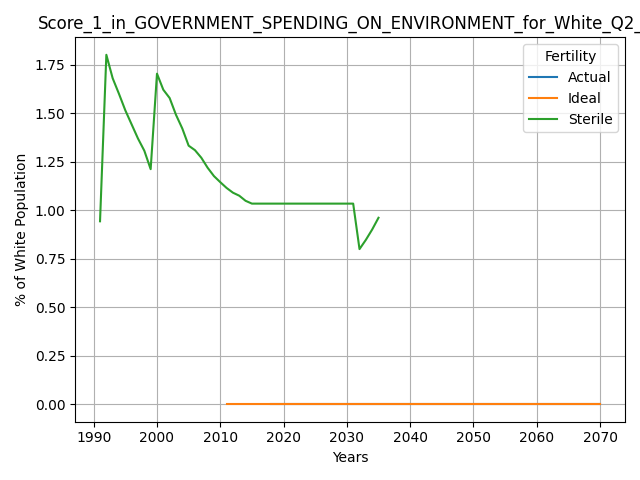 Score_1_in_GOVERNMENT_SPENDING_ON_ENVIRONMENT_for_White_Q2_
Fertility
Actual
Ideal
Sterile
% of White Population
1.75
1.50
1.25
1.00
0.75
0.50
0.25
0.00
1990 2000 2010 2020 2030 2040 2050 2060 2070
Years